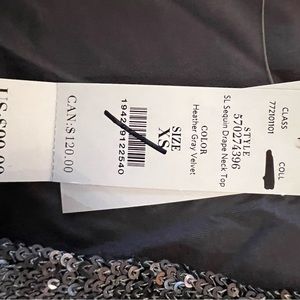 CLASS
772101101
COLL
STYLE
570274396
SL Sequin Drape Neck Top
COLOR
Heather Gray Velvet
SIZE
XS
CAN:$120.00